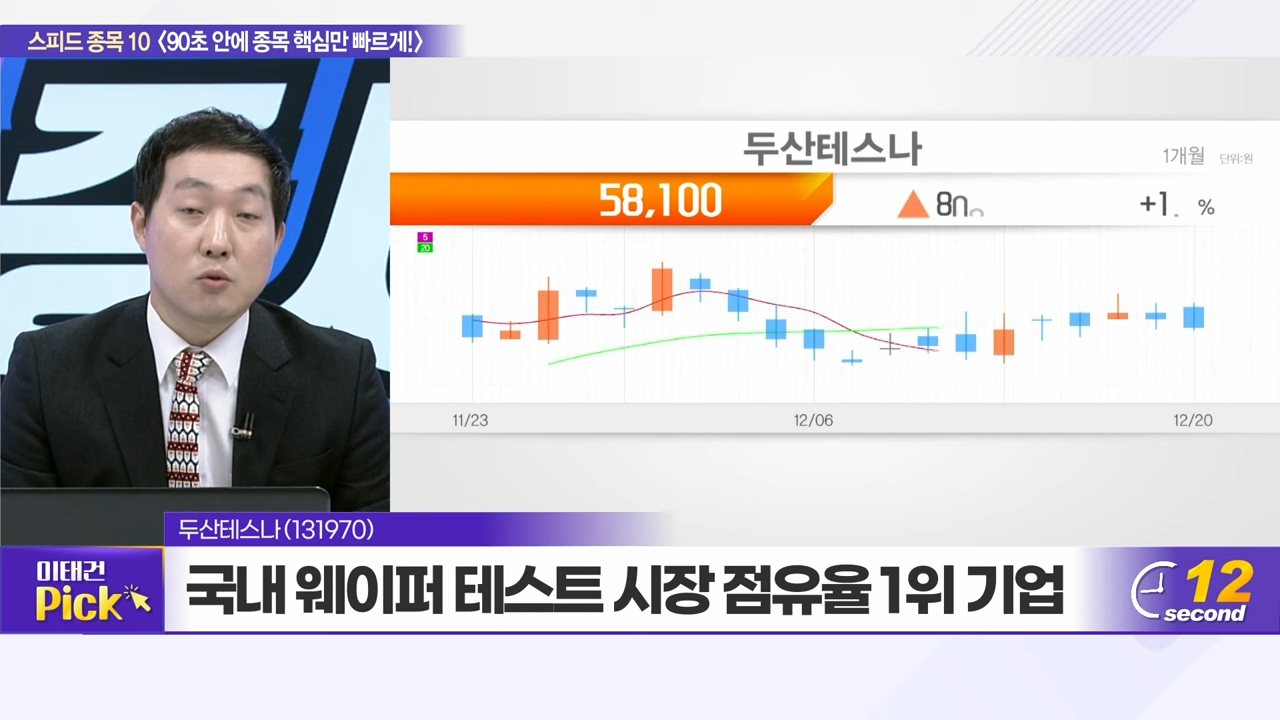 스피드 종목 10 〈90초 안에 종목 핵심만 빠르게!〉
두산테스나
1개월 단위:원
58,100
+1. %
5
20
11/23 12/06 12/20
두산테스나(131970)
이태건
Pick
국내 웨이퍼 테스트 시장 점유율 1위 기업
12
second